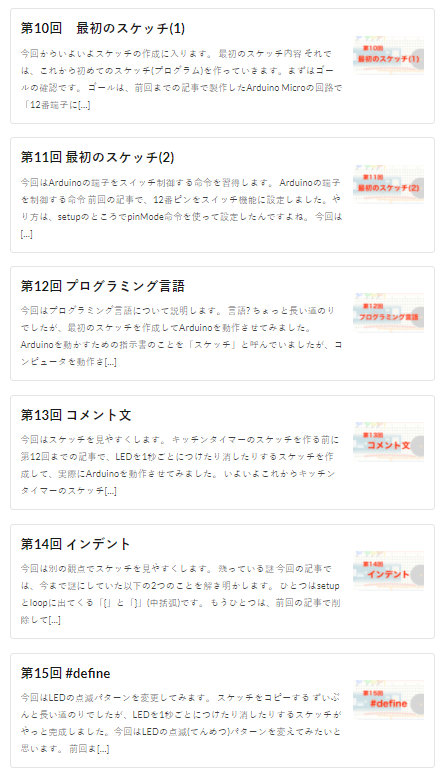 第10回　最初のスケッチ(1)
今回からいよいよスケッチの作成に入ります。 最初のスケッチ内容 それで
は、これから初めてのスケッチ(プログラム)を作っていきます。まずはゴー
ルの確認です。 ゴールは、前回までの記事で製作したArduino Microの回路で
「12番端子に[...]
第10回
最初のスケッチ(1)
第11回 最初のスケッチ(2)
今回はArduinoの端子をスイッチ制御する命令を習得します。 Arduinoの端子
を制御する命令 前回の記事で、12番ピンをスイッチ機能に設定しました。や
り方は、setupのところでpinMode命令を使って設定したんですよね。 今回は
[...]
第11回
最初のスケッチ(2)
第12回 プログラミング言語
今回はプログラミング言語について説明します。 言語? ちょっと長い道のり
でしたが、最初のスケッチを作成してArduinoを動作させてみました。
Arduinoを動かすための指示書のことを「スケッチ」と呼んでいましたが、コ
ンピュータを動作さ[...]
第12回
プログラミング言語
第13回 コメント文
今回はスケッチを見やすくします。 キッチンタイマーのスケッチを作る前に
第12回までの記事で、LEDを1秒ごとにつけたり消したりするスケッチを作
成して、実際にArduinoを動作させてみました。 いよいよこれからキッチン
タイマーのスケッチ[...]
第13回
コメント文
第14回 インデント
今回は別の観点でスケッチを見やすくします。 残っている謎 今回の記事で
は、今まで謎にしていた以下の2つのことを解き明かします。 ひとつはsetup
とloopに出てくる「{」と「}」(中括弧)です。 もうひとつは、前回の記事で削
除して[...]
第14回
インデント
第15回 #define
今回はLEDの点滅パターンを変更してみます。 スケッチをコピーする ずいぶ
んと長い道のりでしたが、LEDを1秒ごとにつけたり消したりするスケッチが
やっと完成しました。今回はLEDの点滅(てんめつ)パターンを変えてみたいと
思います。 前回ま[...]
第15回
#define